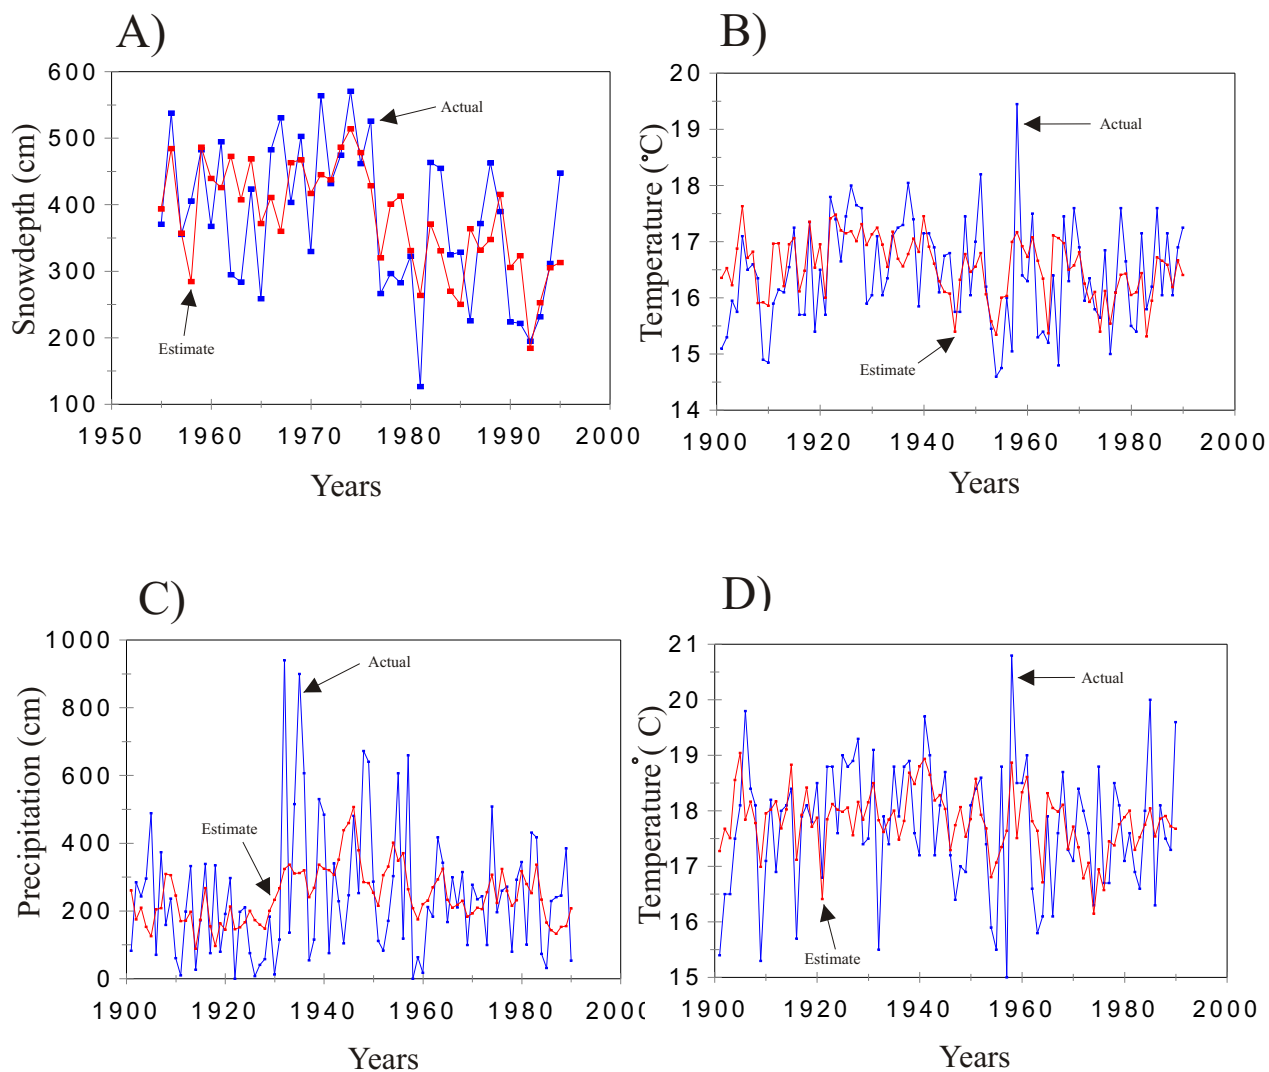 A)
600
500
400
300
200
100
Snowdepth (cm)
Actual
Estimate
1950 1960 1970 1980 1990 2000
Years
B)
20
19
18
17
16
15
14
Temperature (°C)
Actual
Estimate
1900 1920 1940 1960 1980 2000
Years
C)
1000
800
600
400
200
0
Precipitation (cm)
Actual
Estimate
1900 1920 1940 1960 1980 2000
Years
D)
21
20
19
18
17
16
15
Temperature°( C)
Actual
Estimate
1900 1920 1940 1960 1980 2000
Years